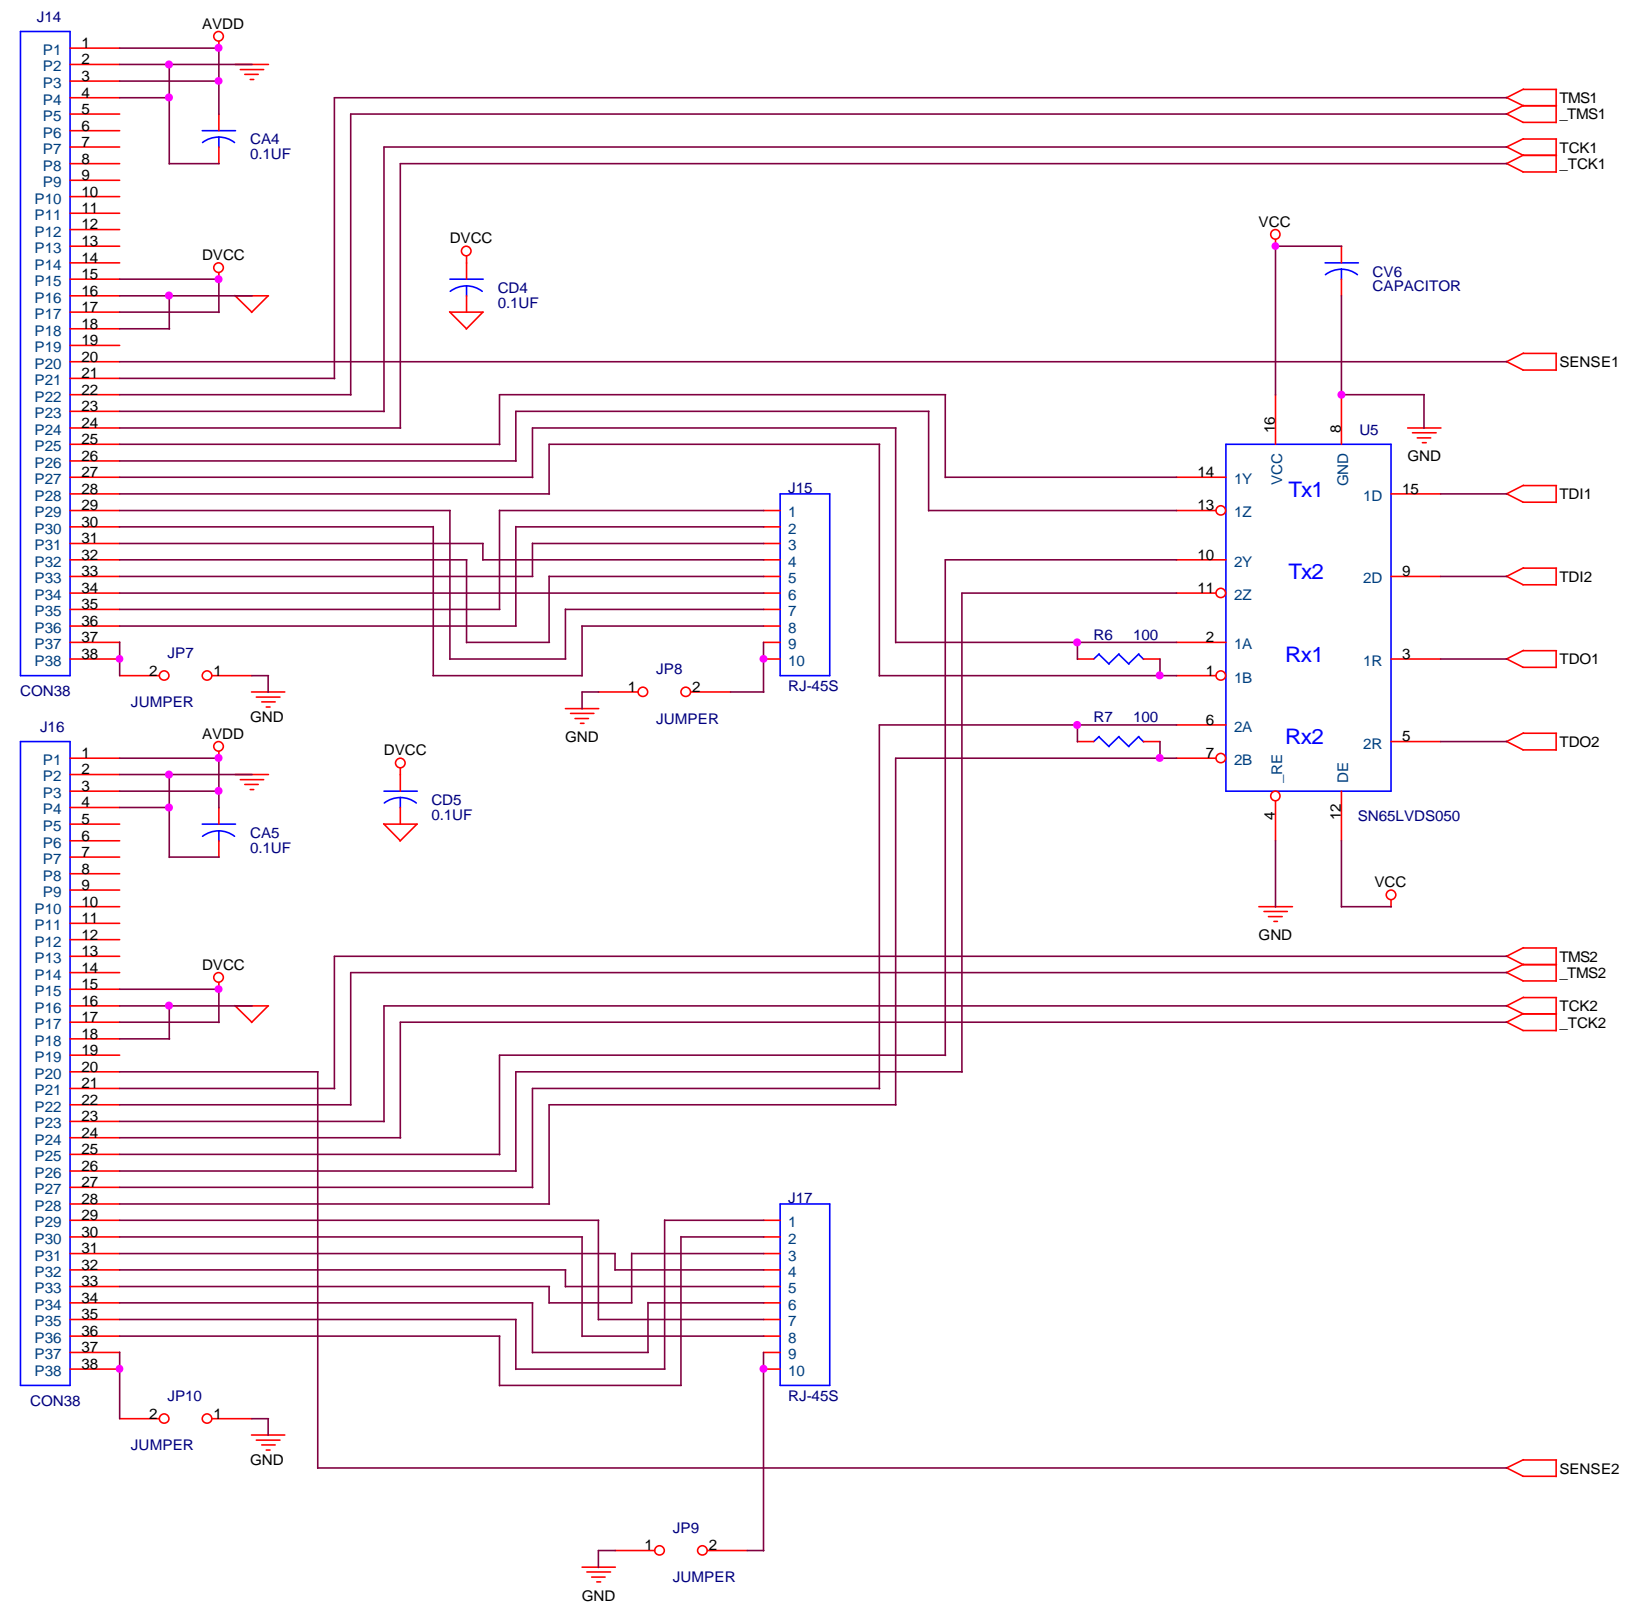 J14
AVDD
P1 1
P2 2
P3 3
P4 4
P5 5
P6 6
P7 7
P8 8
P9 9
P10 10
P11 11
P12 12
P13 13
P14 14
P15 15
P16 16
P17 17
P18 18
P19 19
P20 20
P21 21
P22 22
P23 23
P24 24
P25 25
P26 26
P27 27
P28 28
P29 29
P30 30
P31 31
P32 32
P33 33
P34 34
P35 35
P36 36
P37 37
P38 38
CON38
CA4
0.1UF
DVCC
DVCC
CD4
0.1UF
JP7
2 1
JUMPER
GND
J15
1
2
3
4
5
6
7
8
9
10
RJ-45S
JP8
1 2
JUMPER
GND
TMS1
_TMS1
TCK1
_TCK1
VCC
CV6
CAPACITOR
SENSE1
16
8
U5
GND
VCC
GND
14 1Y
Tx1
1D 15
TDI1
13 1Z
10 2Y
Tx2
2D 9
TDI2
11 2Z
R6 100
2 1A
Rx1
1R 3
TDO1
1 1B
R7 100
6 2A
Rx2
2R 5
TDO2
7 2B
_RE
DE
4
12
SN65LVDS050
VCC
GND
J16
AVDD
P1 1
P2 2
P3 3
P4 4
P5 5
P6 6
P7 7
P8 8
P9 9
P10 10
P11 11
P12 12
P13 13
P14 14
P15 15
P16 16
P17 17
P18 18
P19 19
P20 20
P21 21
P22 22
P23 23
P24 24
P25 25
P26 26
P27 27
P28 28
P29 29
P30 30
P31 31
P32 32
P33 33
P34 34
P35 35
P36 36
P37 37
P38 38
CON38
CA5
0.1UF
DVCC
CD5
0.1UF
DVCC
TMS2
_TMS2
TCK2
_TCK2
J17
1
2
3
4
5
6
7
8
9
10
RJ-45S
JP10
2 1
JUMPER
GND
SENSE2
JP9
1 2
JUMPER
GND